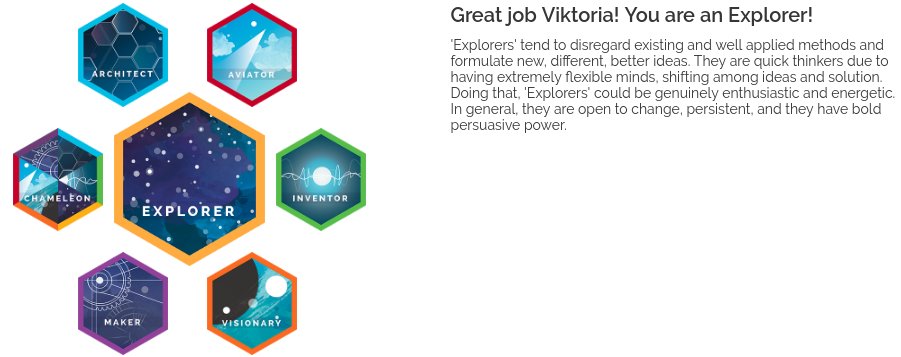 ARCHITECT
AVIATOR
CHAMELEON
EXPLORER
INVENTOR
MAKER
VISIONARY
Great job Viktoria! You are an Explorer!
'Explorers' tend to disregard existing and well applied methods and
formulate new, different, better ideas. They are quick thinkers due to
having extremely flexible minds, shifting among ideas and solution.
Doing that, 'Explorers' could be genuinely enthusiastic and energetic.
In general, they are open to change, persistent, and they have bold
persuasive power.